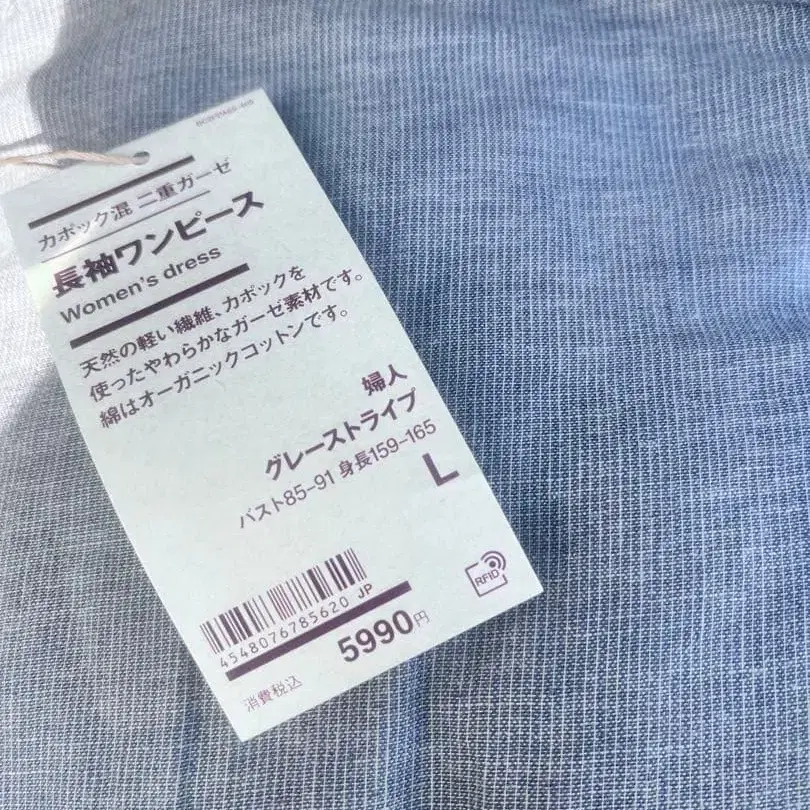 カポック混 二重ガーゼ
長袖ワンピース
Women's dress
天然の軽い繊維、カポックを
使ったやわらかなガーゼ素材です。
綿はオーガニックコットンです。
婦人
グレーストライプ
バスト85-91 身長159-165
L
RFID
4548076785620 JP
5990円
消費税込